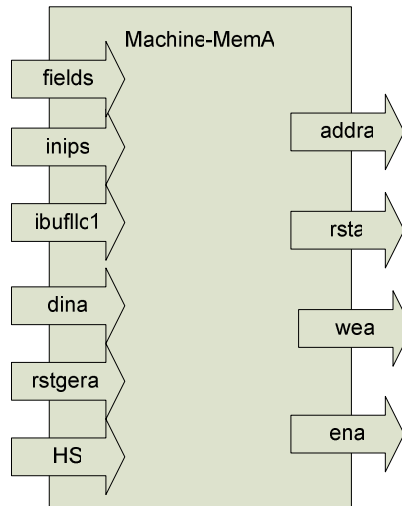 Machine-MemA
fields
inips
ibufllc1
dina
rstgera
HS
addra
rsta
wea
ena